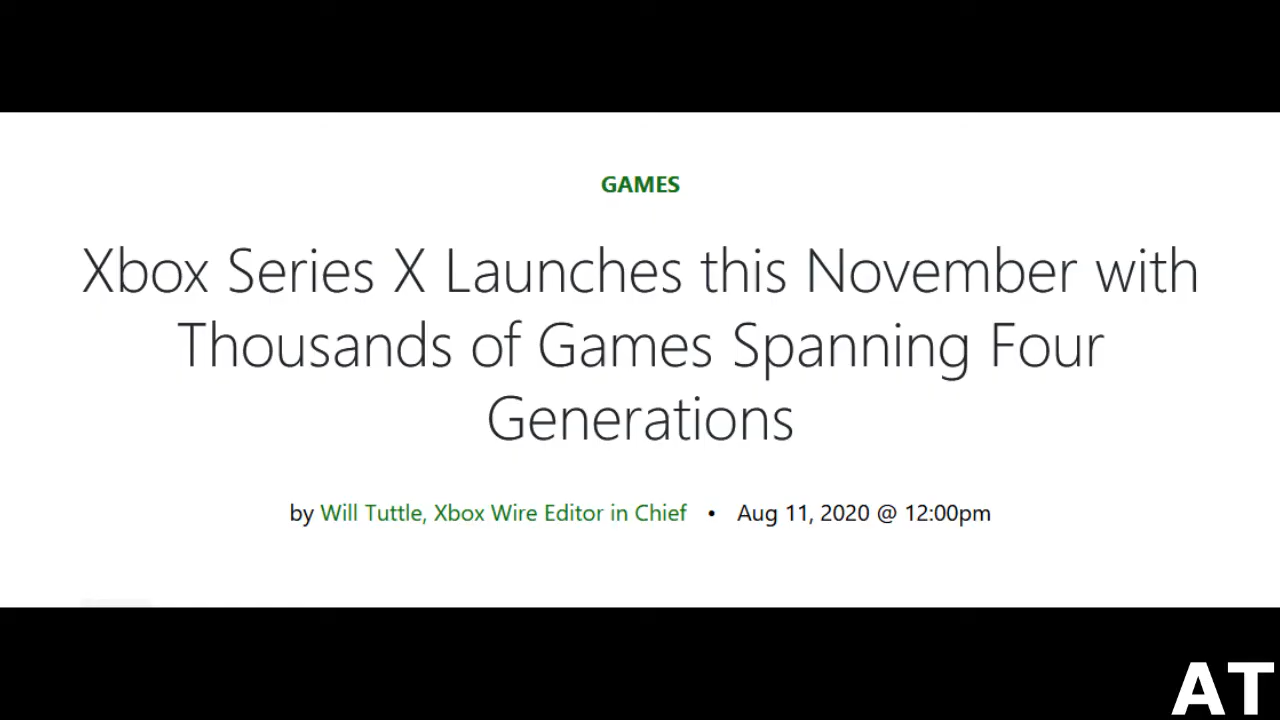 GAMES
Xbox Series X Launches this November with
Thousands of Games Spanning Four
Generations
by Will Tuttle, Xbox Wire Editor in Chief • Aug 11, 2020 @ 12:00pm
AT